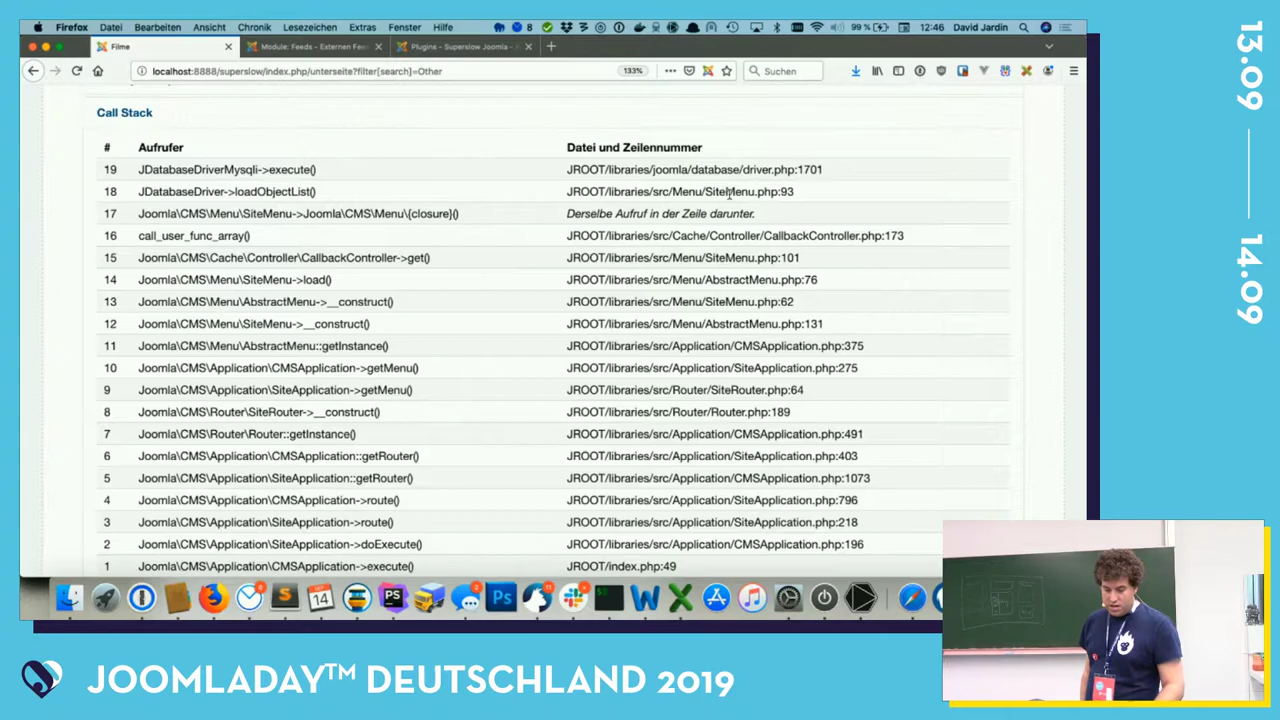 Firefox Datei Bearbeiten Ansicht Chronik Lesezeichen Extras Fenster Hilfe 8 99 % 12:46 David Jardin
Filme Module: Feeds - Externen Fee Plugins - Superslow Joomla! -
localhost:8888/superslow/index.php/unterseite?filter[search]=Other 133% Suchen
Call Stack
# Aufrufer Datei und Zeilennummer
19 JDatabaseDriverMysqli->execute() JROOT/libraries/joomla/database/driver.php:1701
18 JDatabaseDriver->loadObjectList() JROOT/libraries/src/Menu/SiteMenu.php:93
17 Joomla\CMS\Menu\SiteMenu->Joomla\CMS\Menu\{closure}() Derselbe Aufruf in der Zeile darunter.
16 call_user_func_array() JROOT/libraries/src/Cache/Controller/CallbackController.php:173
15 Joomla\CMS\Cache\Controller\CallbackController->get() JROOT/libraries/src/Menu/SiteMenu.php:101
14 Joomla\CMS\Menu\SiteMenu->load() JROOT/libraries/src/Menu/AbstractMenu.php:76
13 Joomla\CMS\Menu\AbstractMenu->__construct() JROOT/libraries/src/Menu/SiteMenu.php:62
12 Joomla\CMS\Menu\SiteMenu->__construct() JROOT/libraries/src/Menu/AbstractMenu.php:131
11 Joomla\CMS\Menu\AbstractMenu::getInstance() JROOT/libraries/src/Application/CMSApplication.php:375
10 Joomla\CMS\Application\CMSApplication->getMenu() JROOT/libraries/src/Application/SiteApplication.php:275
9 Joomla\CMS\Application\SiteApplication->getMenu() JROOT/libraries/src/Router/SiteRouter.php:64
8 Joomla\CMS\Router\SiteRouter->__construct() JROOT/libraries/src/Router/Router.php:189
7 Joomla\CMS\Router\Router::getInstance() JROOT/libraries/src/Application/CMSApplication.php:491
6 Joomla\CMS\Application\CMSApplication::getRouter() JROOT/libraries/src/Application/SiteApplication.php:403
5 Joomla\CMS\Application\SiteApplication::getRouter() JROOT/libraries/src/Application/CMSApplication.php:1073
4 Joomla\CMS\Application\CMSApplication->route() JROOT/libraries/src/Application/SiteApplication.php:796
3 Joomla\CMS\Application\SiteApplication->route() JROOT/libraries/src/Application/SiteApplication.php:218
2 Joomla\CMS\Application\SiteApplication->doExecute() JROOT/libraries/src/Application/CMSApplication.php:196
1 Joomla\CMS\Application\CMSApplication->execute() JROOT/index.php:49
13.09
14.09
JOOMLADAY™ DEUTSCHLAND 2019